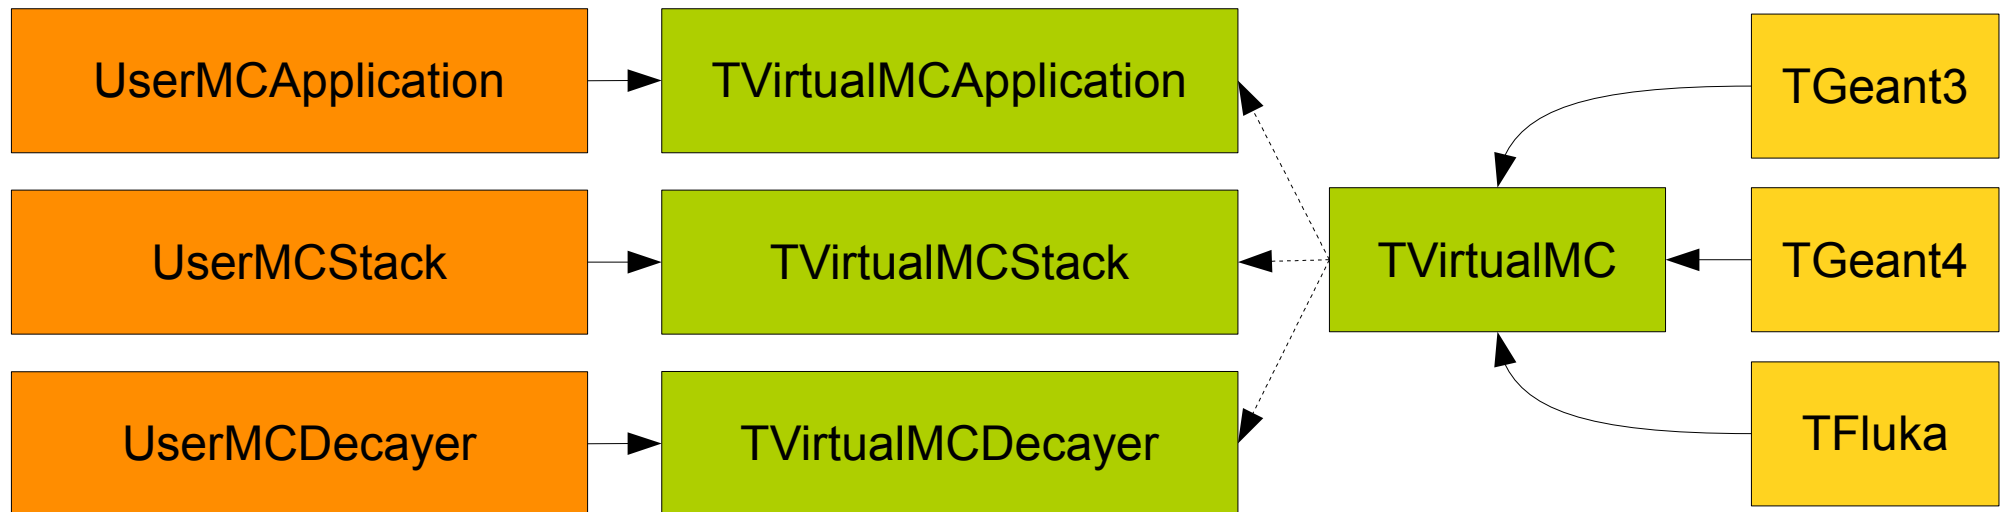 UserMCApplication
TVirtualMCApplication
TGeant3
UserMCStack
TVirtualMCStack
TVirtualMC
TGeant4
UserMCDecayer
TVirtualMCDecayer
TFluka